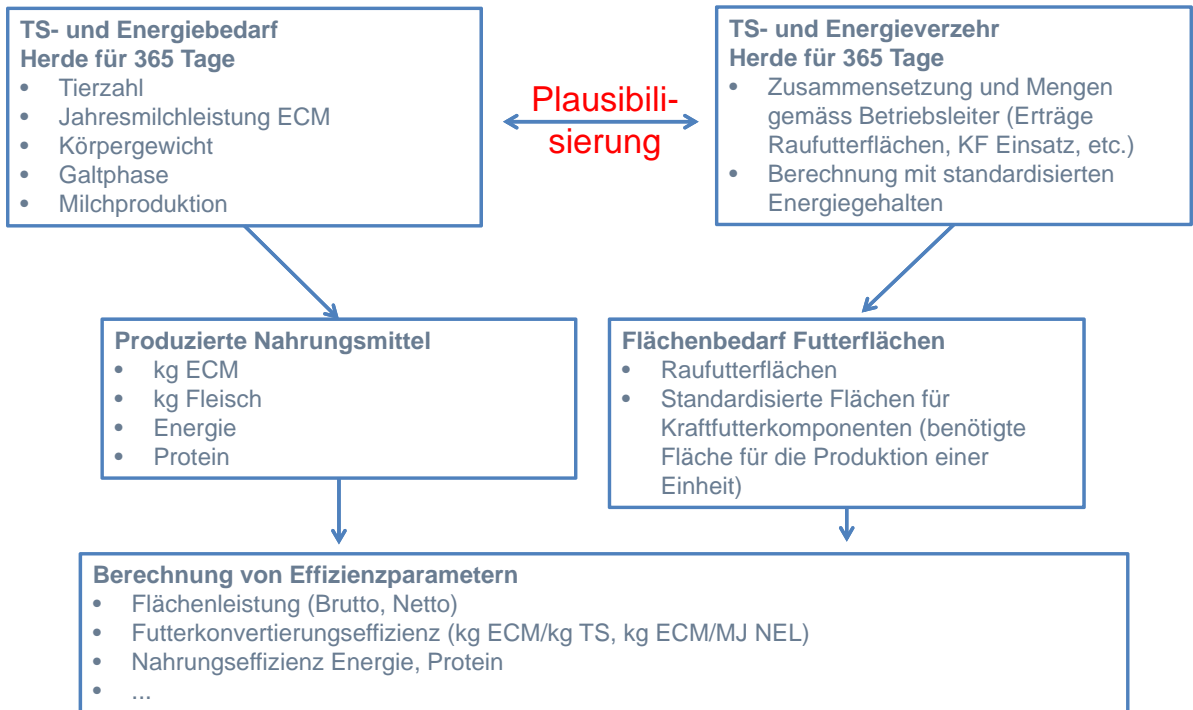 TS- und Energiebedarf
Herde für 365 Tage
• Tierzahl
• Jahresmilchleistung ECM
• Körpergewicht
• Galtphase
• Milchproduktion
Plausibili-
sierung
TS- und Energieverzehr
Herde für 365 Tage
• Zusammensetzung und Mengen
gemäss Betriebsleiter (Erträge
Raufutterflächen, KF Einsatz, etc.)
• Berechnung mit standardisierten
Energiegehalten
Produzierte Nahrungsmittel
• kg ECM
• kg Fleisch
• Energie
• Protein
Flächenbedarf Futterflächen
• Raufutterflächen
• Standardisierte Flächen für
Kraftfutterkomponenten (benötigte
Fläche für die Produktion einer
Einheit)
Berechnung von Effizienzparametern
• Flächenleistung (Brutto, Netto)
• Futterkonvertierungseffizienz (kg ECM/kg TS, kg ECM/MJ NEL)
• Nahrungseffizienz Energie, Protein
• ...